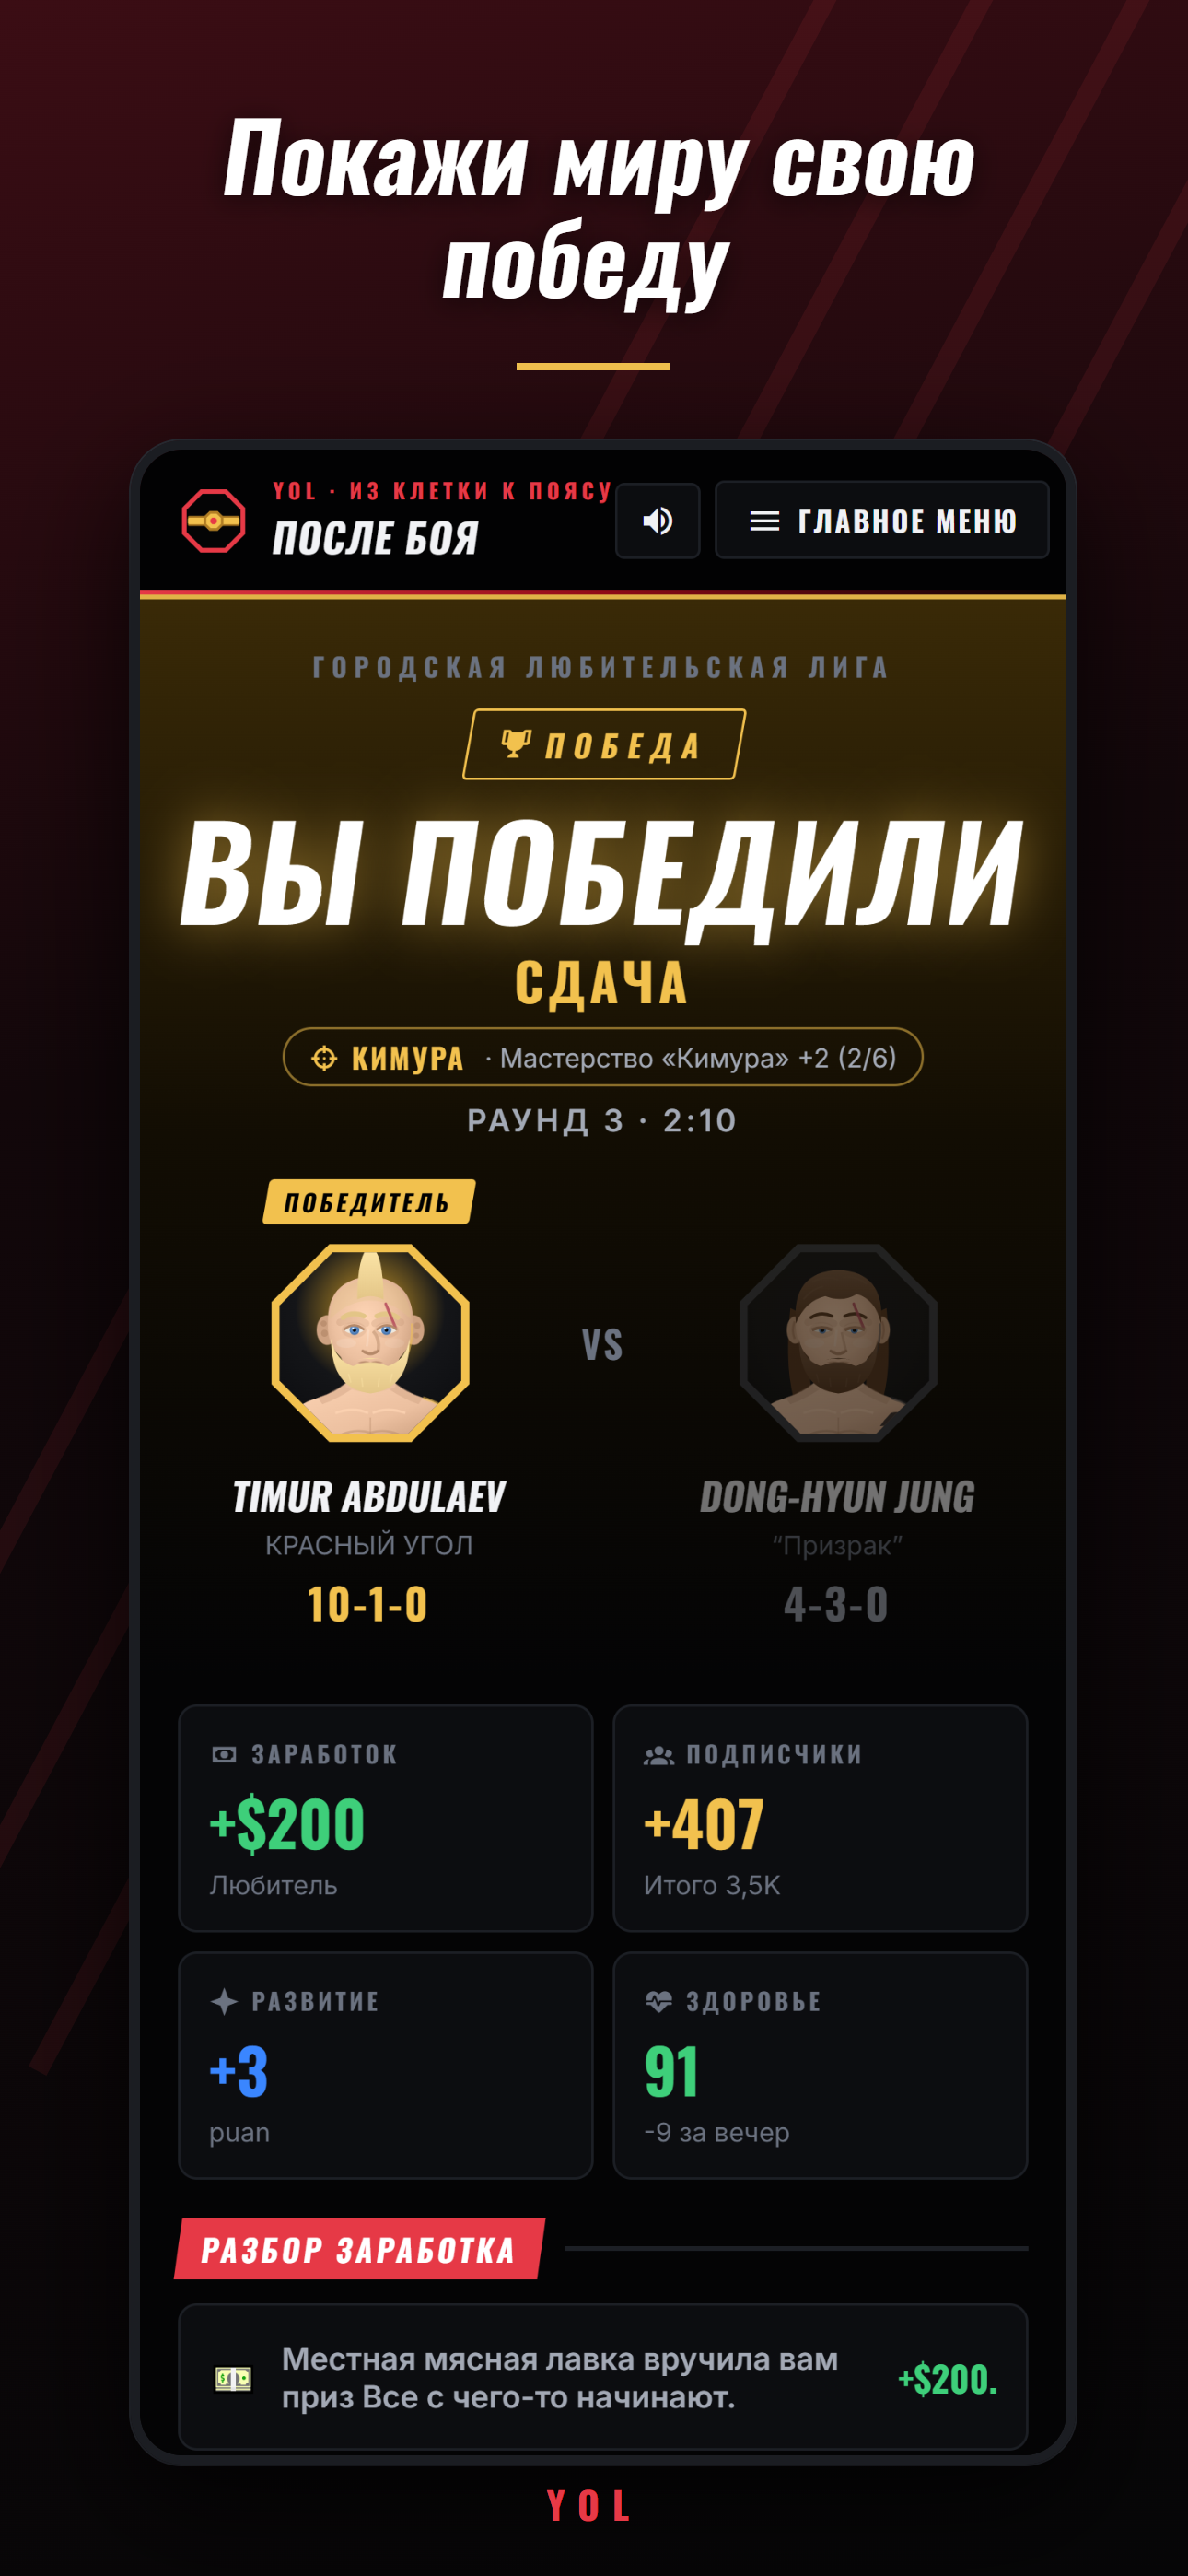 Покажи миру свою
победу
YOL · ИЗ КЛЕТКИ К ПОЯСУ
ПОСЛЕ БОЯ
ГЛАВНОЕ МЕНЮ
ГОРОДСКАЯ ЛЮБИТЕЛЬСКАЯ ЛИГА
ПОБЕДА
ВЫ ПОБЕДИЛИ
СДАЧА
КИМУРА · Мастерство «Кимура» +2 (2/6)
РАУНД 3 · 2:10
ПОБЕДИТЕЛЬ
VS
TIMUR ABDULAEV
КРАСНЫЙ УГОЛ
10-1-0
DONG-HYUN JUNG
“Призрак”
4-3-0
ЗАРАБОТОК
+$200
Любитель
ПОДПИСЧИКИ
+407
Итого 3,5K
РАЗВИТИЕ
+3
puan
ЗДОРОВЬЕ
91
-9 за вечер
РАЗБОР ЗАРАБОТКА
Местная мясная лавка вручила вам
приз Все с чего-то начинают.
+$200.
YOL